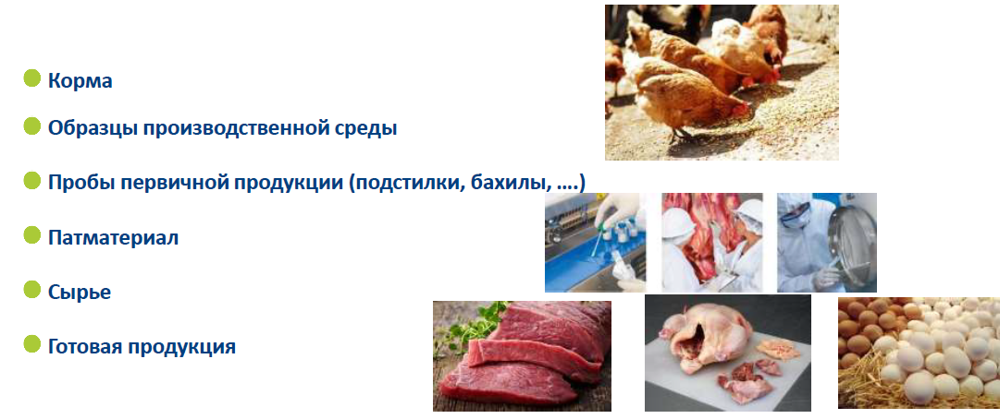 Корма
Образцы производственной среды
Пробы первичной продукции (подстилки, бахилы, ....)
Патматериал
Сырье
Готовая продукция